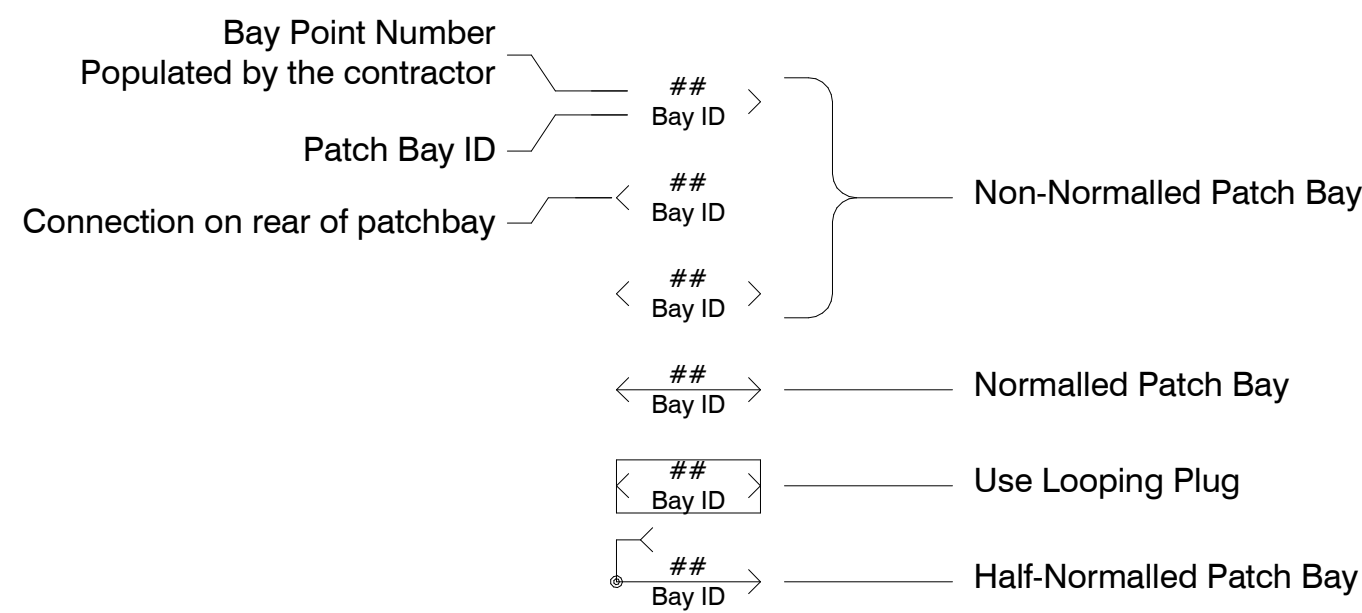 Bay Point Number
Populated by the contractor
Patch Bay ID
Connection on rear of patchbay
##
Bay ID
##
Bay ID
##
Bay ID
Non-Normalled Patch Bay
##
Bay ID
Normalled Patch Bay
##
Bay ID
Use Looping Plug
##
Bay ID
Half-Normalled Patch Bay